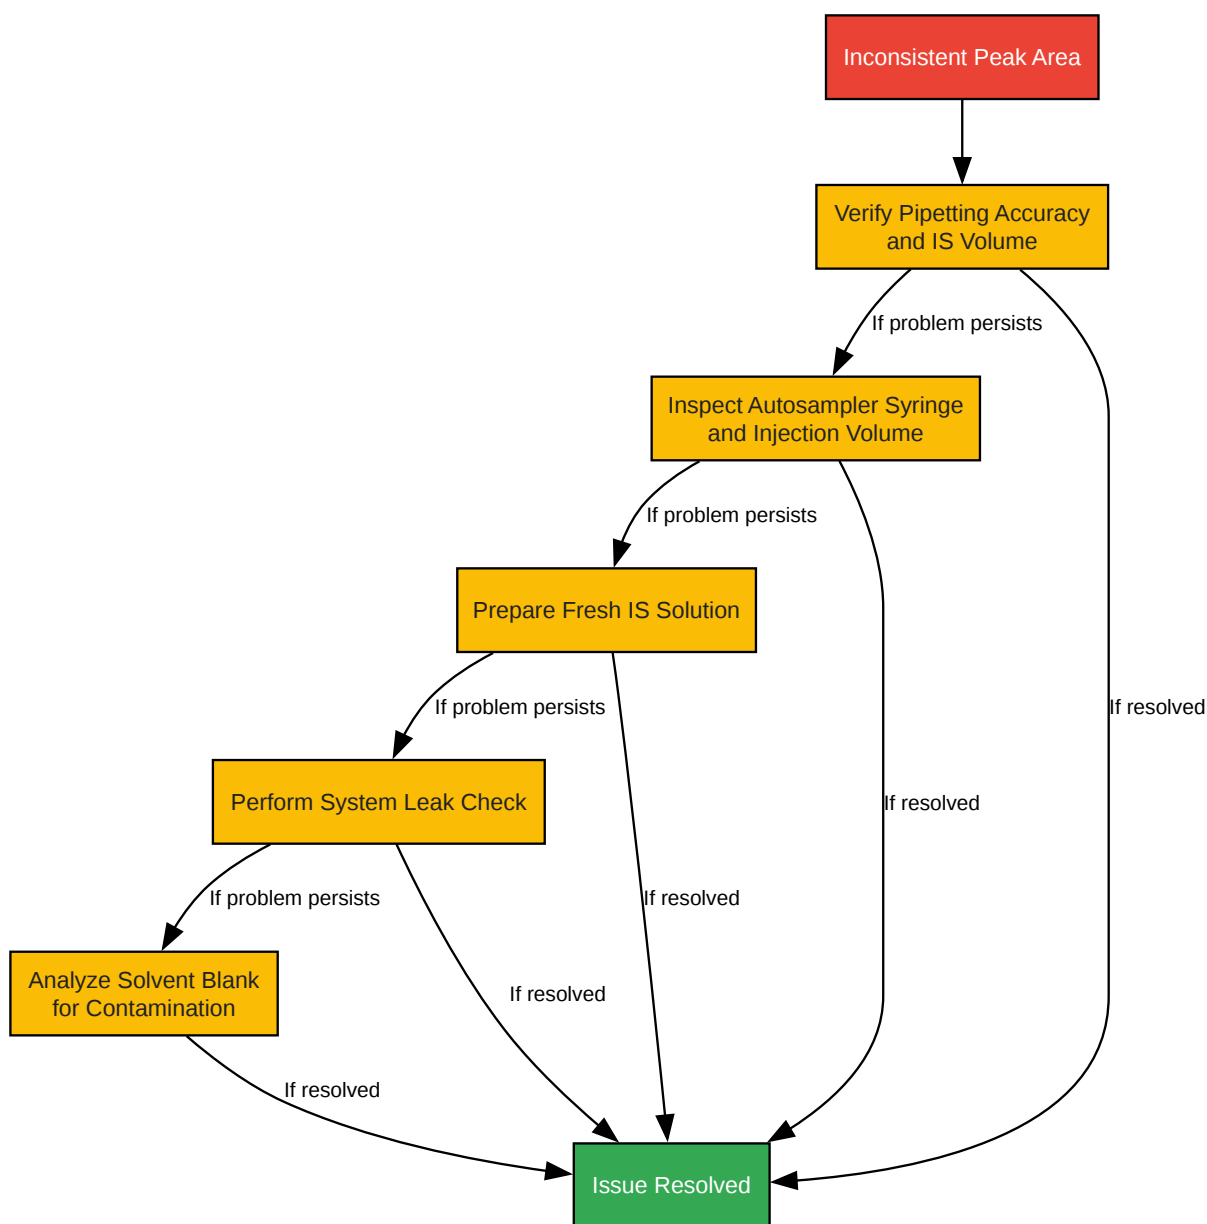 Inconsistent Peak Area
Verify Pipetting Accuracy
and IS Volume
If problem persists
Inspect Autosampler Syringe
and Injection Volume
If problem persists
Prepare Fresh IS Solution
If problem persists
If resolved
Perform System Leak Check
If resolved
If problem persists
If resolved
Analyze Solvent Blank
for Contamination
If resolved
If resolved
Issue Resolved